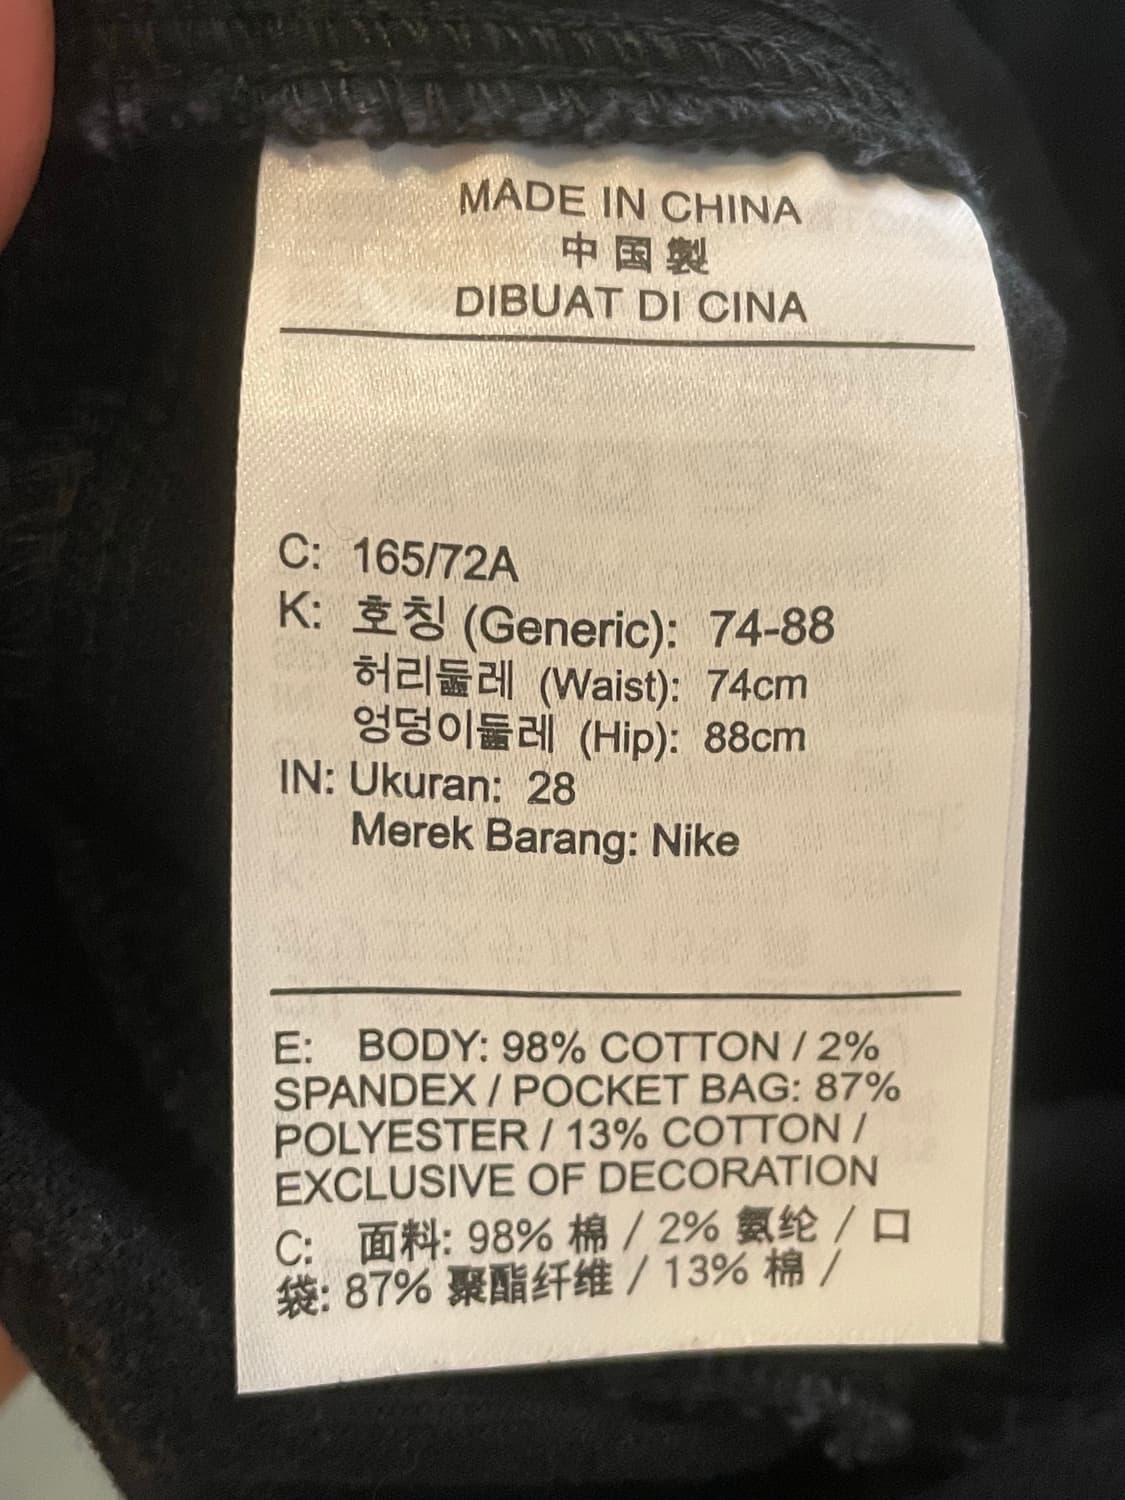 MADE IN CHINA
中国製
DIBUAT DI CINA
C: 165/72A
K: 호칭 (Generic): 74-88
허리둘레 (Waist): 74cm
엉덩이둘레 (Hip): 88cm
IN: Ukuran: 28
Merek Barang: Nike
E: BODY: 98% COTTON / 2%
SPANDEX / POCKET BAG: 87%
POLYESTER / 13% COTTON /
EXCLUSIVE OF DECORATION
C: 面料: 98% 棉 / 2% 氨纶 / 口
袋: 87% 聚酯纤维 / 13% 棉 /